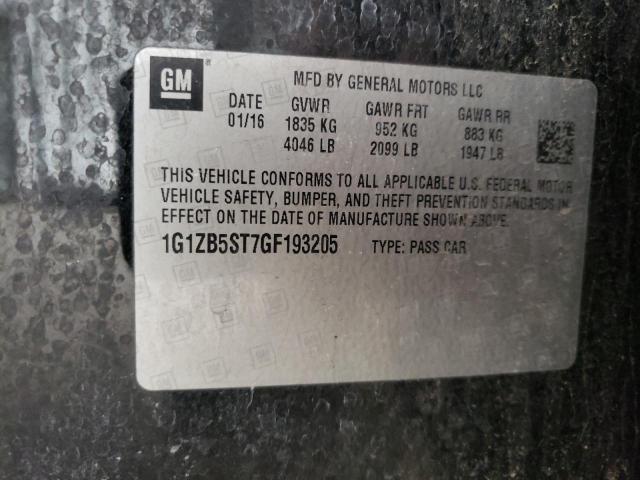 GM MFD BY GENERAL MOTORS LLC
DATE GVWR GAWR FRT GAWR RR
01/16 1835 KG 952 KG 883 KG
4046 LB 2099 LB 1947 LB
THIS VEHICLE CONFORMS TO ALL APPLICABLE U.S. FEDERAL MOTOR
VEHICLE SAFETY, BUMPER, AND THEFT PREVENTION STANDARDS IN
EFFECT ON THE DATE OF MANUFACTURE SHOWN ABOVE.
1G1ZB5ST7GF193205 TYPE: PASS CAR